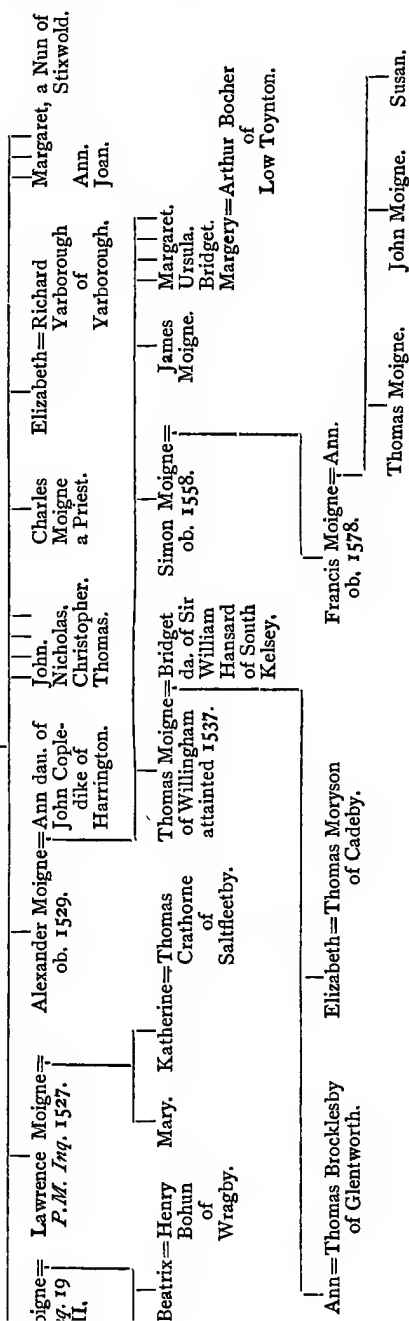 oigne=
q. 19
II.
Lawrence Moigne=
P.M. Inq. 1527.
Alexander Moigne=Ann dau. of
ob. 1529.
John Cople-
dike of
Harrington.
John.
Nicholas.
Christopher.
Thomas.
Charles
Moigne
a Priest.
Elizabeth=Richard
Yarborough
of
Yarborough.
Margaret, a Nun of
Stixwold.
Ann.
Joan.
Beatrix=Henry
Bohun
of
Wragby.
Mary.
Katherine=Thomas
Crathorne
of
Saltfleetby.
Thomas Moigne=Bridget
of Willingham
attainted 1537.
da. of Sir
William
Hansard
of South
Kelsey.
Simon Moigne=
ob. 1558.
James
Moigne.
Margaret.
Ursula.
Bridget.
Margery=Arthur Bocher
of
Low Toynton.
Ann=Thomas Brocklesby
of Glentworth.
Elizabeth=Thomas Moryson
of Cadeby.
Francis Moigne=Ann.
ob. 1578.
Thomas Moigne.
John Moigne.
Susan.